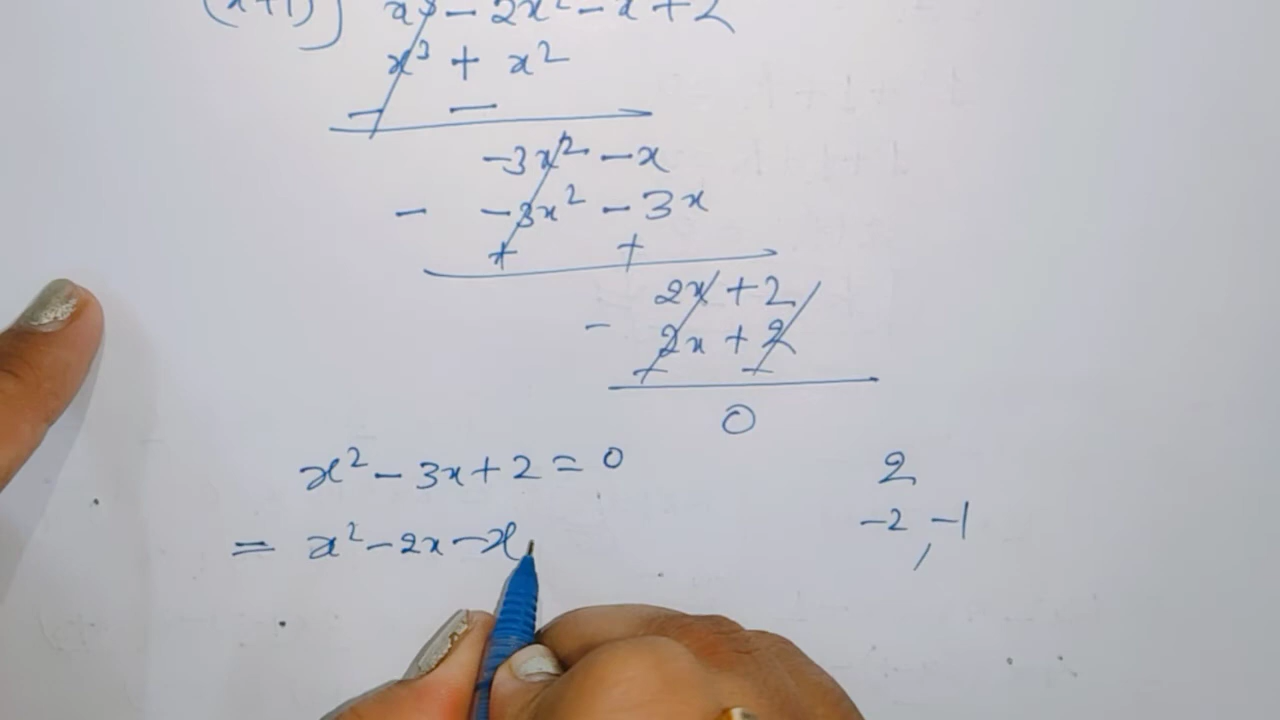 (x+1) ) x³ - 2x² - x + 2
x³ + x²
- -
-3x² - x
- -3x² - 3x
+ +
2x + 2
- 2x + 2
- -
0
x² - 3x + 2 = 0
2
-2, -1
= x² - 2x - x